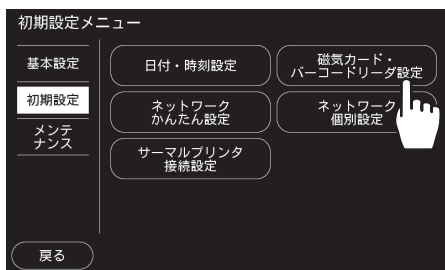 初期設定メニュー
基本設定
初期設定
メンテ
ナンス
日付・時刻設定
磁気カード・
バーコードリーダ設定
ネットワーク
かんたん設定
ネットワーク
個別設定
サーマルプリンタ
接続設定
戻る